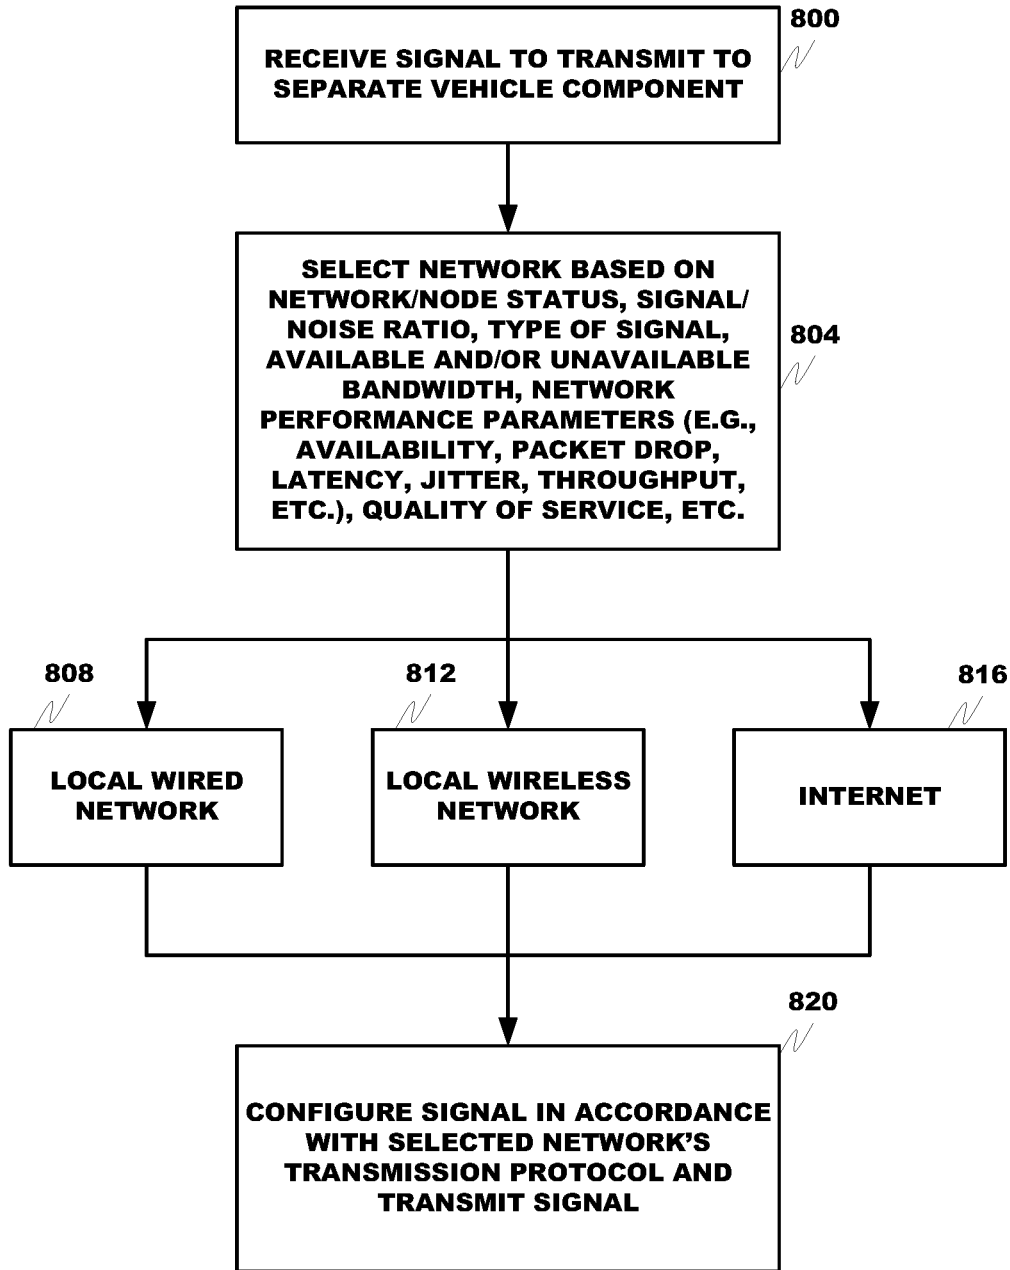 800
RECEIVE SIGNAL TO TRANSMIT TO
SEPARATE VEHICLE COMPONENT
804
SELECT NETWORK BASED ON
NETWORK/NODE STATUS, SIGNAL/
NOISE RATIO, TYPE OF SIGNAL,
AVAILABLE AND/OR UNAVAILABLE
BANDWIDTH, NETWORK
PERFORMANCE PARAMETERS (E.G.,
AVAILABILITY, PACKET DROP,
LATENCY, JITTER, THROUGHPUT,
ETC.), QUALITY OF SERVICE, ETC.
808
LOCAL WIRED
NETWORK
812
LOCAL WIRELESS
NETWORK
816
INTERNET
820
CONFIGURE SIGNAL IN ACCORDANCE
WITH SELECTED NETWORK’S
TRANSMISSION PROTOCOL AND
TRANSMIT SIGNAL